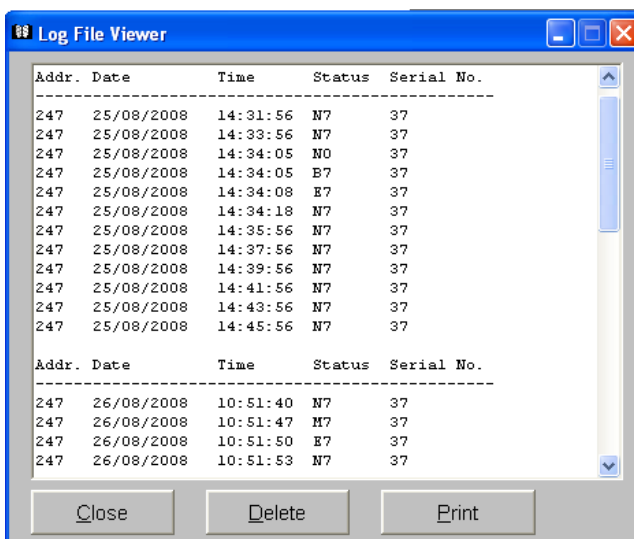 Log File Viewer
Addr. Date Time Status Serial No.
-----------------------------------------------
247 25/08/2008 14:31:56 N7 37
247 25/08/2008 14:33:56 N7 37
247 25/08/2008 14:34:05 N0 37
247 25/08/2008 14:34:05 B7 37
247 25/08/2008 14:34:08 E7 37
247 25/08/2008 14:34:18 N7 37
247 25/08/2008 14:35:56 N7 37
247 25/08/2008 14:37:56 N7 37
247 25/08/2008 14:39:56 N7 37
247 25/08/2008 14:41:56 N7 37
247 25/08/2008 14:43:56 N7 37
247 25/08/2008 14:45:56 N7 37
Addr. Date Time Status Serial No.
-----------------------------------------------
247 26/08/2008 10:51:40 N7 37
247 26/08/2008 10:51:47 M7 37
247 26/08/2008 10:51:50 E7 37
247 26/08/2008 10:51:53 N7 37
Close Delete Print